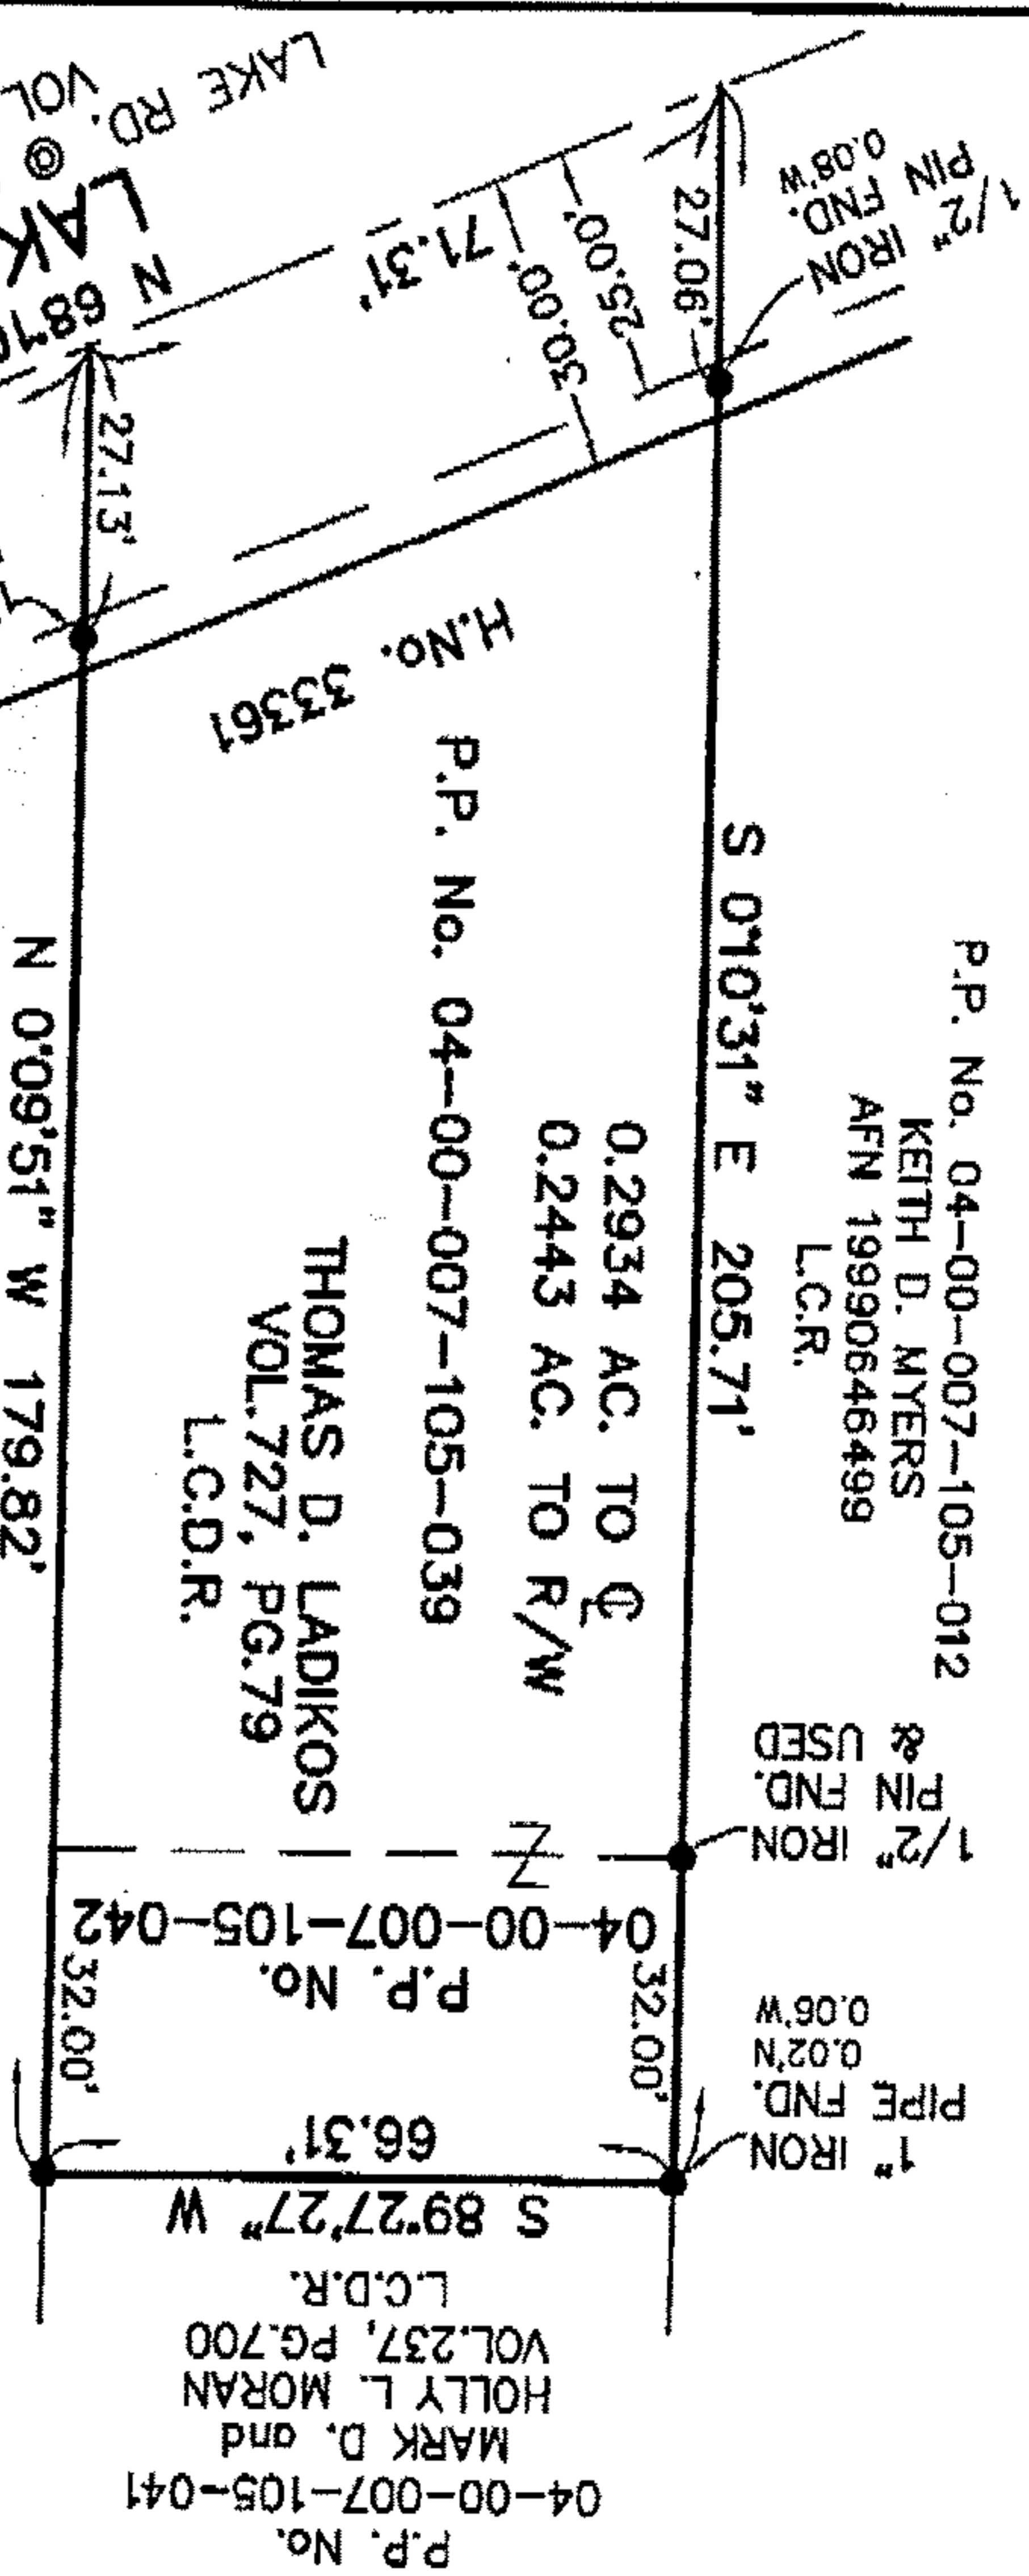 LAKE RD.
VOL
LAK
N 68°1
71.31'
30.00'
25.00'
27.06'
27.13'
1/2" IRON
PIN FND.
0.08'W
H.No. 33361
S 0°10'31" E 205.71'
N 0°09'51" W 179.82'
P.P. No. 04-00-007-105-039
0.2934 AC. TO ℄
0.2443 AC. TO R/W
THOMAS D. LADIKOS
VOL.727, PG.79
L.C.D.R.
P.P. No. 04-00-007-105-012
KEITH D. MYERS
AFN 19990646499
L.C.R.
1/2" IRON
PIN FND.
& USED
P.P. No.
04-00-007-105-042
32.00'
32.00'
1" IRON
PIPE FND.
0.02'N
0.06'W
66.31'
S 89°27'27" W
P.P. No.
04-00-007-105-041
MARK D. and
HOLLY L. MORAN
VOL.237, PG.700
L.C.D.R.